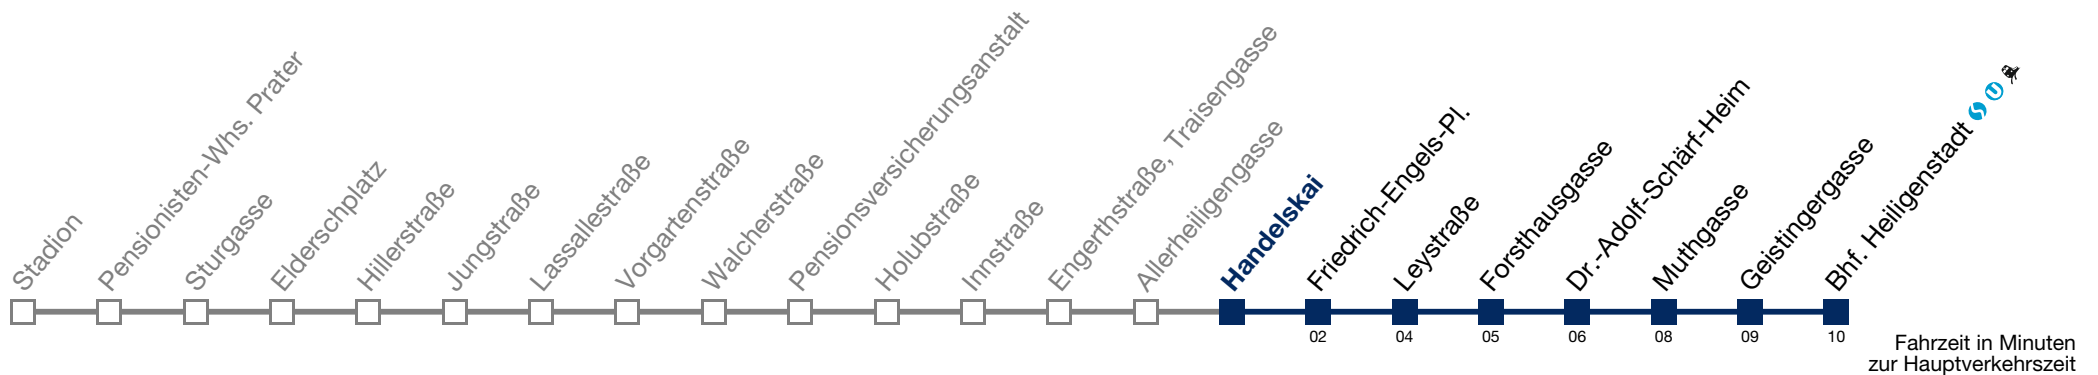 Stadion
Pensionisten-Whs. Prater
Sturgasse
Elderschplatz
Hillerstraße
Jungstraße
Lassallestraße
Vorgartenstraße
Walcherstraße
Pensionsversicherungsanstalt
Holubstraße
Innstraße
Engerthstraße, Traisengasse
Allerheiligengasse
Handelskai
Friedrich-Engels-Pl.
Leystraße
Forsthausgasse
Dr.-Adolf-Schärf-Heim
Muthgasse
Geistingergasse
Bhf. Heiligenstadt S U
02 04 05 06 08 09 10
Fahrzeit in Minuten
zur Hauptverkehrszeit